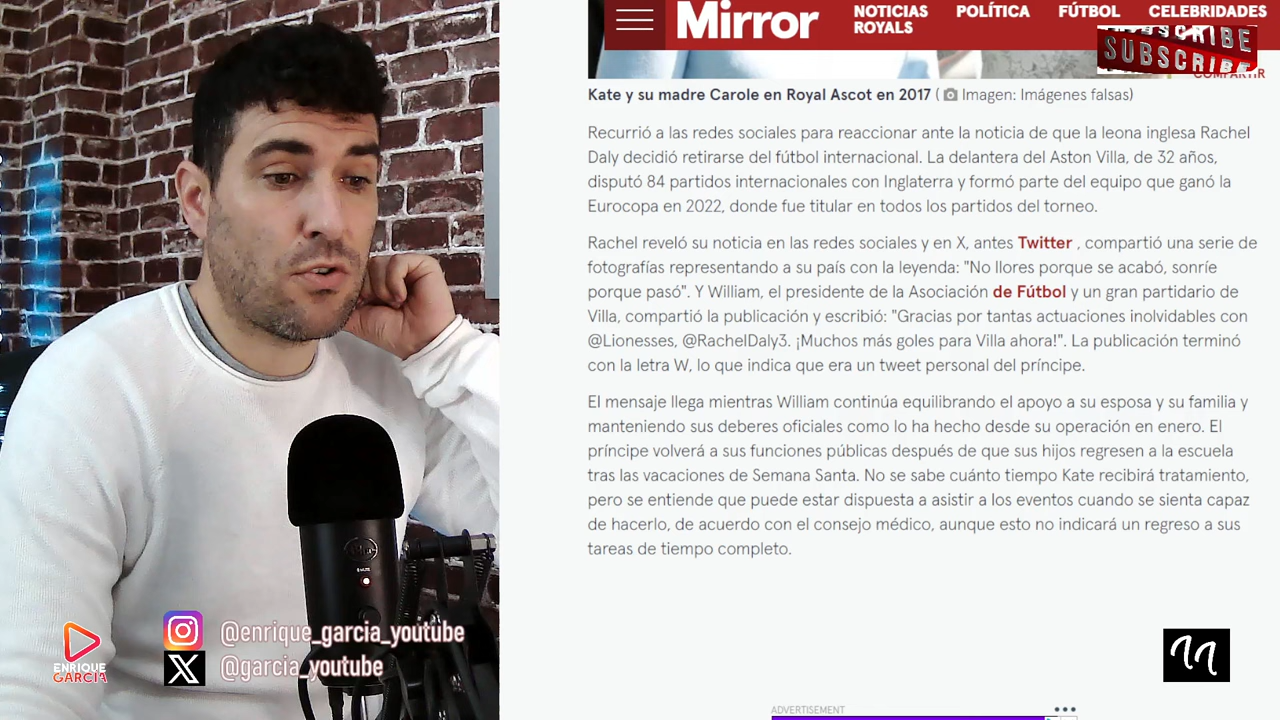 Mirror
NOTICIAS
ROYALS
POLÍTICA
FÚTBOL
CELEBRIDADES
SUBSCRIBE
SUBSCRIBE
COMPARTIR
Kate y su madre Carole en Royal Ascot en 2017 ( Imagen: Imágenes falsas)
Recurrió a las redes sociales para reaccionar ante la noticia de que la leona inglesa Rachel
Daly decidió retirarse del fútbol internacional. La delantera del Aston Villa, de 32 años,
disputó 84 partidos internacionales con Inglaterra y formó parte del equipo que ganó la
Eurocopa en 2022, donde fue titular en todos los partidos del torneo.
Rachel reveló su noticia en las redes sociales y en X, antes Twitter , compartió una serie de
fotografías representando a su país con la leyenda: "No llores porque se acabó, sonríe
porque pasó". Y William, el presidente de la Asociación de Fútbol y un gran partidario de
Villa, compartió la publicación y escribió: "Gracias por tantas actuaciones inolvidables con
@Lionesses, @RachelDaly3. ¡Muchos más goles para Villa ahora!". La publicación terminó
con la letra W, lo que indica que era un tweet personal del príncipe.
El mensaje llega mientras William continúa equilibrando el apoyo a su esposa y su familia y
manteniendo sus deberes oficiales como lo ha hecho desde su operación en enero. El
príncipe volverá a sus funciones públicas después de que sus hijos regresen a la escuela
tras las vacaciones de Semana Santa. No se sabe cuánto tiempo Kate recibirá tratamiento,
pero se entiende que puede estar dispuesta a asistir a los eventos cuando se sienta capaz
de hacerlo, de acuerdo con el consejo médico, aunque esto no indicará un regreso a sus
tareas de tiempo completo.
ENRIQUE
GARCIA
@enrique_garcia_youtube
@garcia_youtube
ADVERTISEMENT